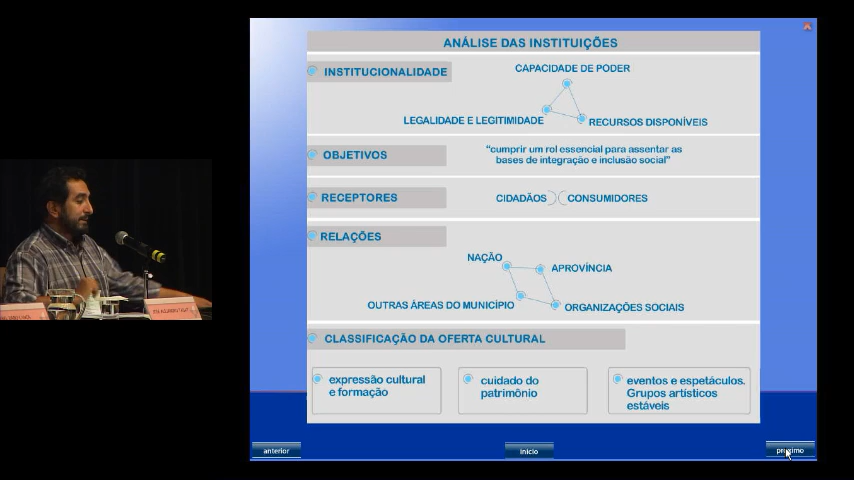 ANÁLISE DAS INSTITUIÇÕES
INSTITUCIONALIDADE
CAPACIDADE DE PODER
LEGALIDADE E LEGITIMIDADE
RECURSOS DISPONÍVEIS
OBJETIVOS
“cumprir um rol essencial para assentar as
bases de integração e inclusão social”
RECEPTORES
CIDADÃOS
CONSUMIDORES
RELAÇÕES
NAÇÃO
APROVÍNCIA
OUTRAS ÁREAS DO MUNICÍPIO
ORGANIZAÇÕES SOCIAIS
CLASSIFICAÇÃO DA OFERTA CULTURAL
expressão cultural
e formação
cuidado do
patrimônio
eventos e espetáculos.
Grupos artísticos
estáveis
anterior
início
proximo